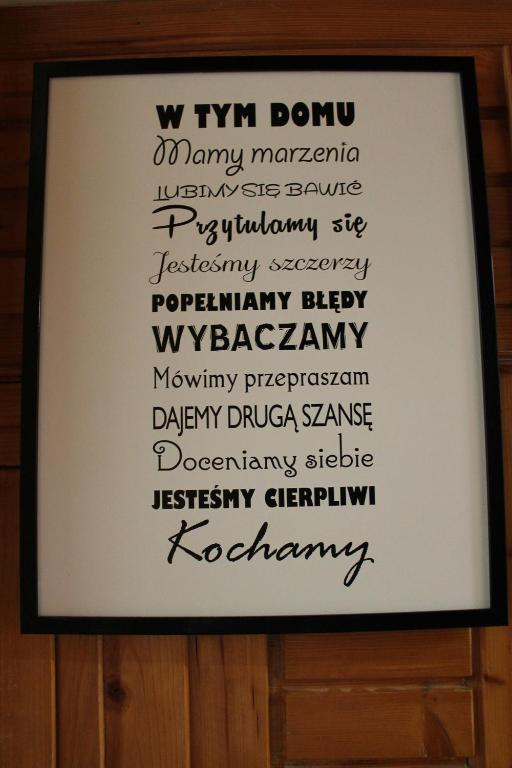 W TYM DOMU
Mamy marzenia
LUBIMY SIĘ BAWIĆ
Przytulamy się
Jesteśmy szczerzy
POPEŁNIAMY BŁĘDY
WYBACZAMY
Mówimy przepraszam
DAJEMY DRUGĄ SZANSĘ
Doceniamy siebie
JESTEŚMY CIERPLIWI
Kochamy